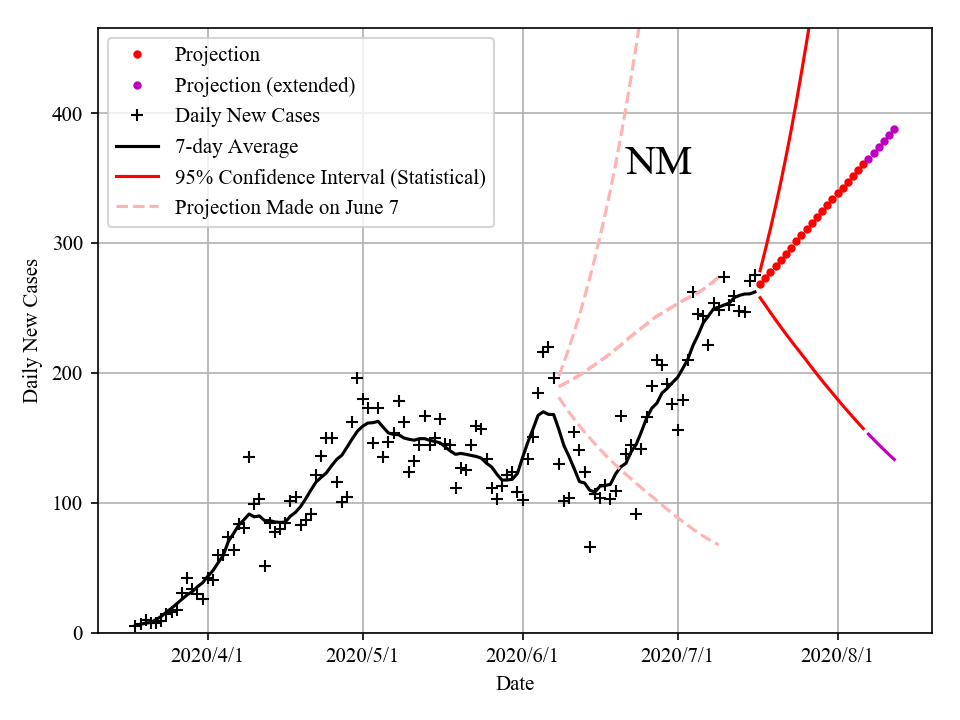 Projection
Projection (extended)
Daily New Cases
7-day Average
95% Confidence Interval (Statistical)
Projection Made on June 7
NM
400
300
200
100
0
Daily New Cases
2020/4/1 2020/5/1 2020/6/1 2020/7/1 2020/8/1
Date